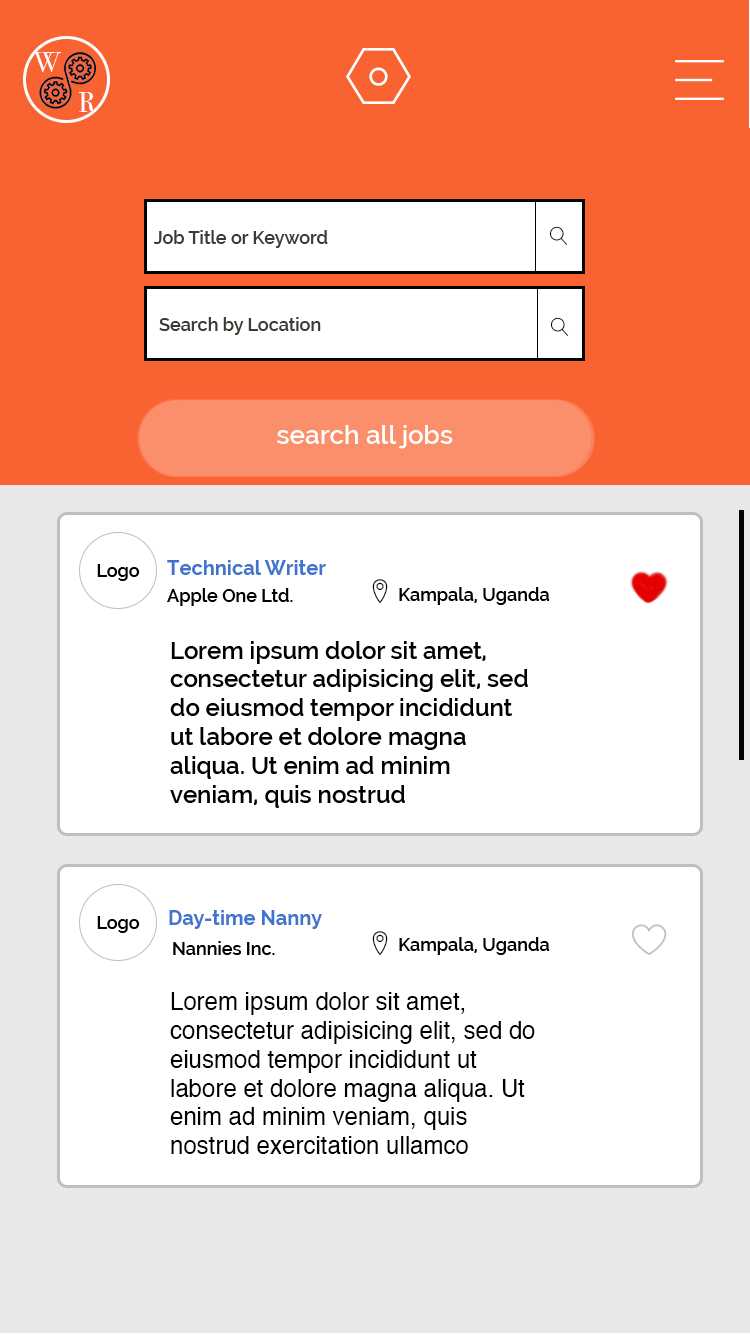 W
R
Job Title or Keyword
Search by Location
search all jobs
Logo
Technical Writer
Apple One Ltd.
Kampala, Uganda
Lorem ipsum dolor sit amet,
consectetur adipisicing elit, sed
do eiusmod tempor incididunt
ut labore et dolore magna
aliqua. Ut enim ad minim
veniam, quis nostrud
Logo
Day-time Nanny
Nannies Inc.
Kampala, Uganda
Lorem ipsum dolor sit amet,
consectetur adipisicing elit, sed do
eiusmod tempor incididunt ut
labore et dolore magna aliqua. Ut
enim ad minim veniam, quis
nostrud exercitation ullamco